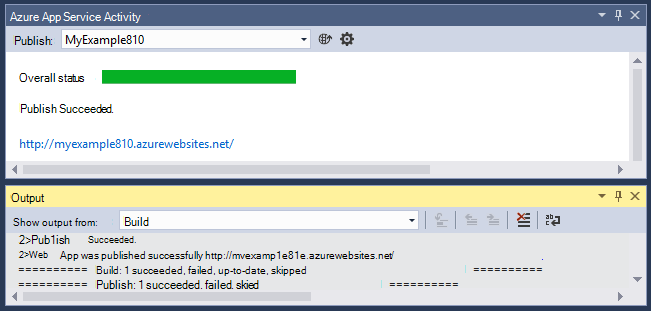 Azure App Service Activity
Publish: MyExample810
Overall status
Publish Succeeded.
http://myexample810.azurewebsites.net/
Output
Show output from: Build
2>Pub1ish Succeeded.
2>Web App was published successfully http://mvexamp1e81e.azurewebsites.net/ .
========== Build: 1 succeeded, failed, up-to-date, skipped ==========
========== Publish: 1 succeeded. failed. skied ==========